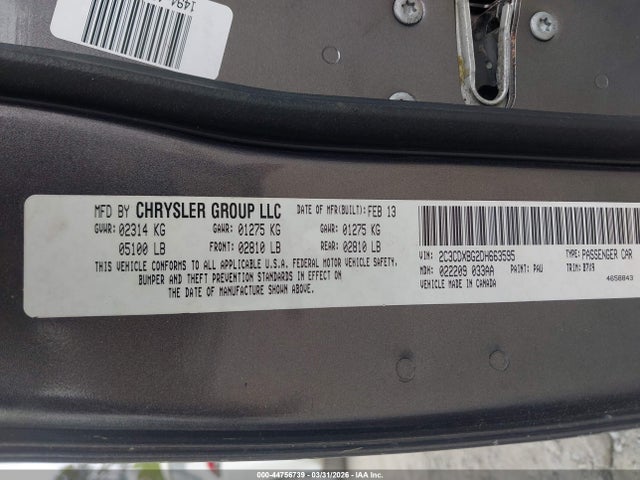 1494
MFD BY CHRYSLER GROUP LLC DATE OF MFR(BUILT): FEB 13
GVWR: 02314 KG GAWR: 01275 KG GAWR: 01275 KG
05100 LB FRONT: 02810 LB REAR: 02810 LB
THIS VEHICLE CONFORMS TO ALL APPLICABLE U.S.A. FEDERAL MOTOR VEHICLE SAFETY,
BUMPER AND THEFT PREVENTION STANDARDS IN EFFECT ON
THE DATE OF MANUFACTURE SHOWN ABOVE.
VIN: 2C3CDXBG2DH663595 TYPE: PASSENGER CAR
MDH: 022209 033AA PAINT: PAU TRIM: D7X9
VEHICLE MADE IN CANADA 4658843
000-44756739 - 03/31/2026 - IAA Inc.